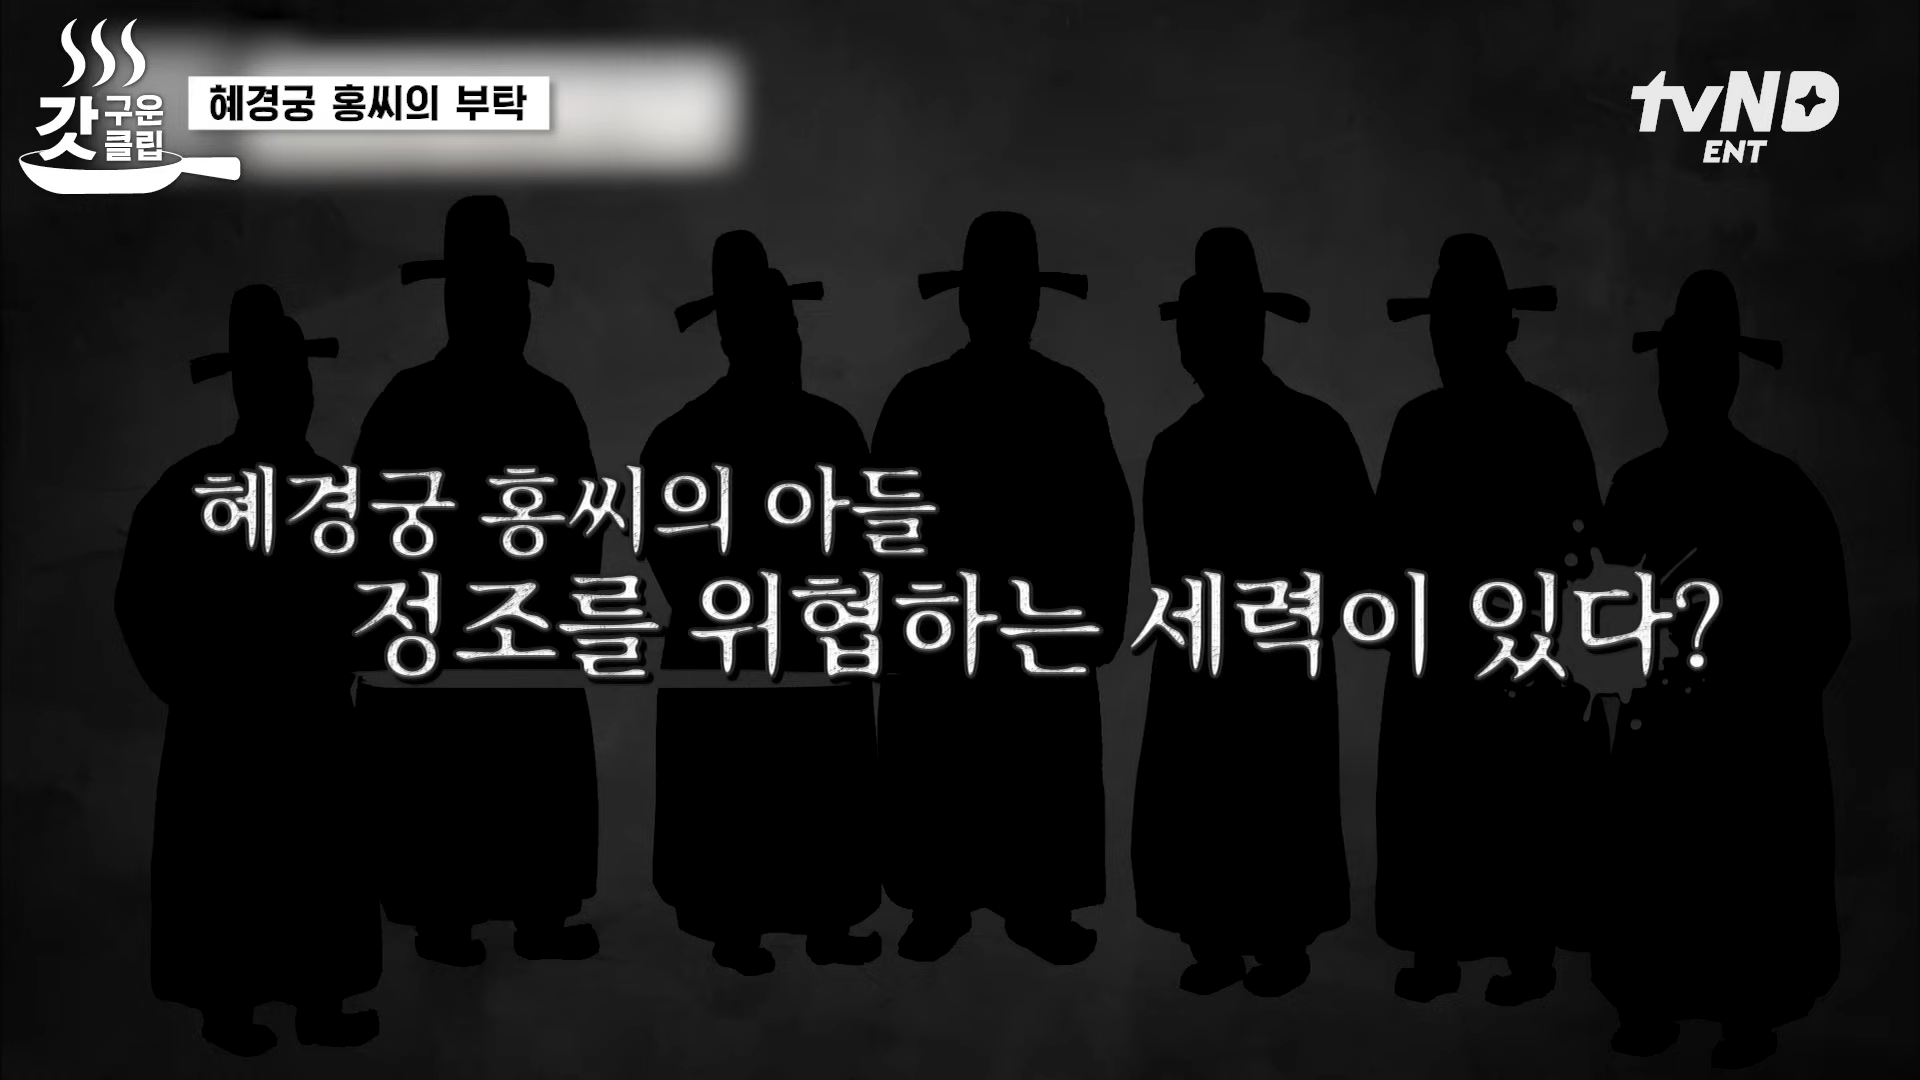 갓구운
클립
혜경궁 홍씨의 부탁
tvND
ENT
혜경궁 홍씨의 아들
정조를 위협하는 세력이 있다?